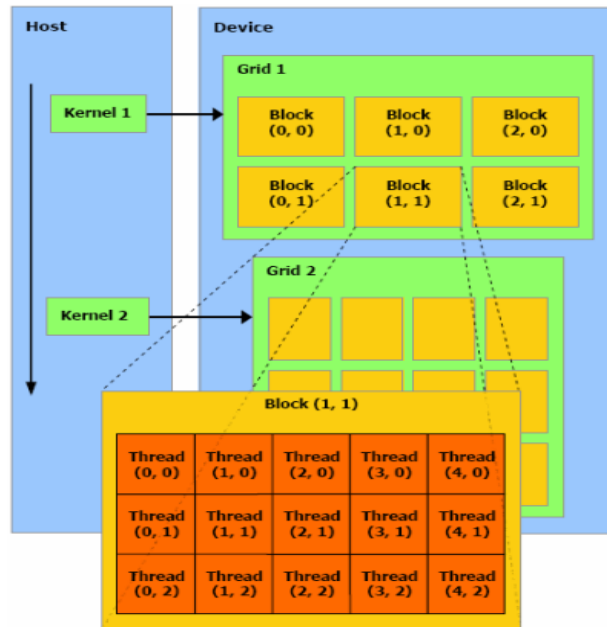 Host
Device
Grid 1
Kernel 1
Block
(0, 0)
Block
(1, 0)
Block
(2, 0)
Block
(0, 1)
Block
(1, 1)
Block
(2, 1)
Grid 2
Kernel 2
Block (1, 1)
Thread
(0, 0)
Thread
(1, 0)
Thread
(2, 0)
Thread
(3, 0)
Thread
(4, 0)
Thread
(0, 1)
Thread
(1, 1)
Thread
(2, 1)
Thread
(3, 1)
Thread
(4, 1)
Thread
(0, 2)
Thread
(1, 2)
Thread
(2, 2)
Thread
(3, 2)
Thread
(4, 2)